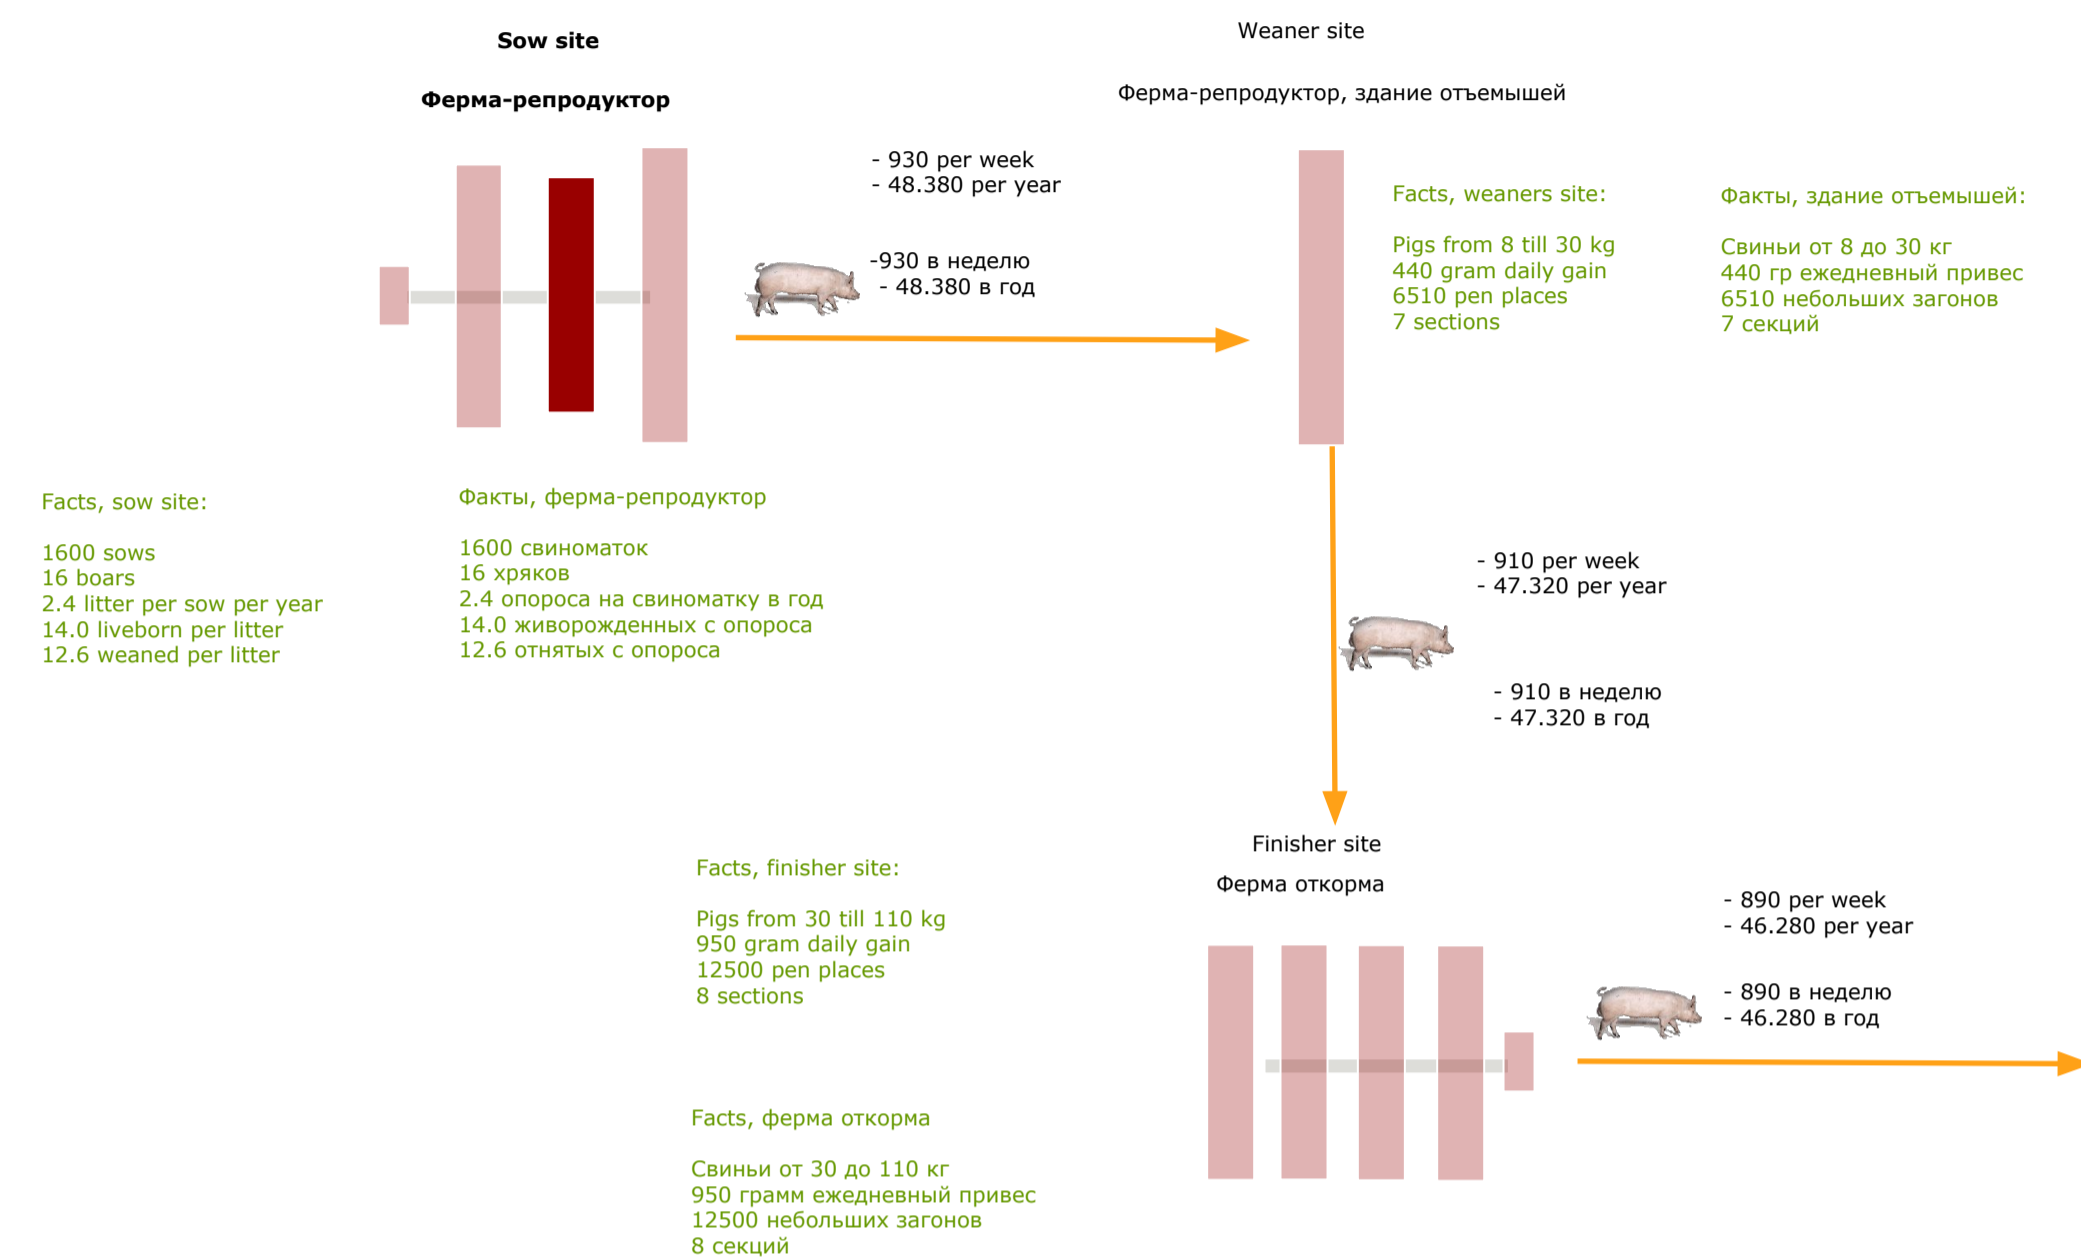 Sow site
Ферма-репродуктор
Weaner site
Ферма-репродуктор, здание отъемышей
- 930 per week
- 48.380 per year
-930 в неделю
- 48.380 в год
Facts, weaners site:
Pigs from 8 till 30 kg
440 gram daily gain
6510 pen places
7 sections
Факты, здание отъемышей:
Свиньи от 8 до 30 кг
440 гр ежедневный привес
6510 небольших загонов
7 секций
Facts, sow site:
1600 sows
16 boars
2.4 litter per sow per year
14.0 liveborn per litter
12.6 weaned per litter
Факты, ферма-репродуктор
1600 свиноматок
16 хряков
2.4 опороса на свиноматку в год
14.0 живорожденных с опороса
12.6 отнятых с опороса
- 910 per week
- 47.320 per year
- 910 в неделю
- 47.320 в год
Finisher site
Ферма откорма
Facts, finisher site:
Pigs from 30 till 110 kg
950 gram daily gain
12500 pen places
8 sections
- 890 per week
- 46.280 per year
- 890 в неделю
- 46.280 в год
Facts, ферма откорма
Свиньи от 30 до 110 кг
950 грамм ежедневный привес
12500 небольших загонов
8 секций